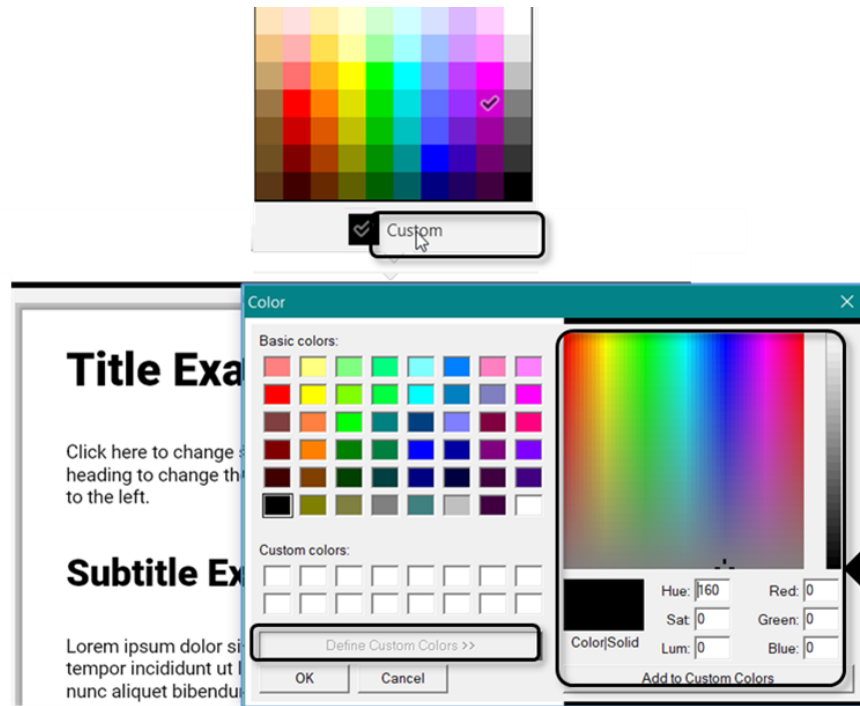 Custom
Color
Basic colors:
Title Exa
Click here to change
heading to change th
to the left.
Custom colors:
Subtitle Ex
Define Custom Colors >>
Hue: 160
Red: 0
Sat: 0
Green: 0
Color|Solid
Lum: 0
Blue: 0
Lorem ipsum dolor si
tempor incididunt ut
nunc aliquet bibendu
OK
Cancel
Add to Custom Colors